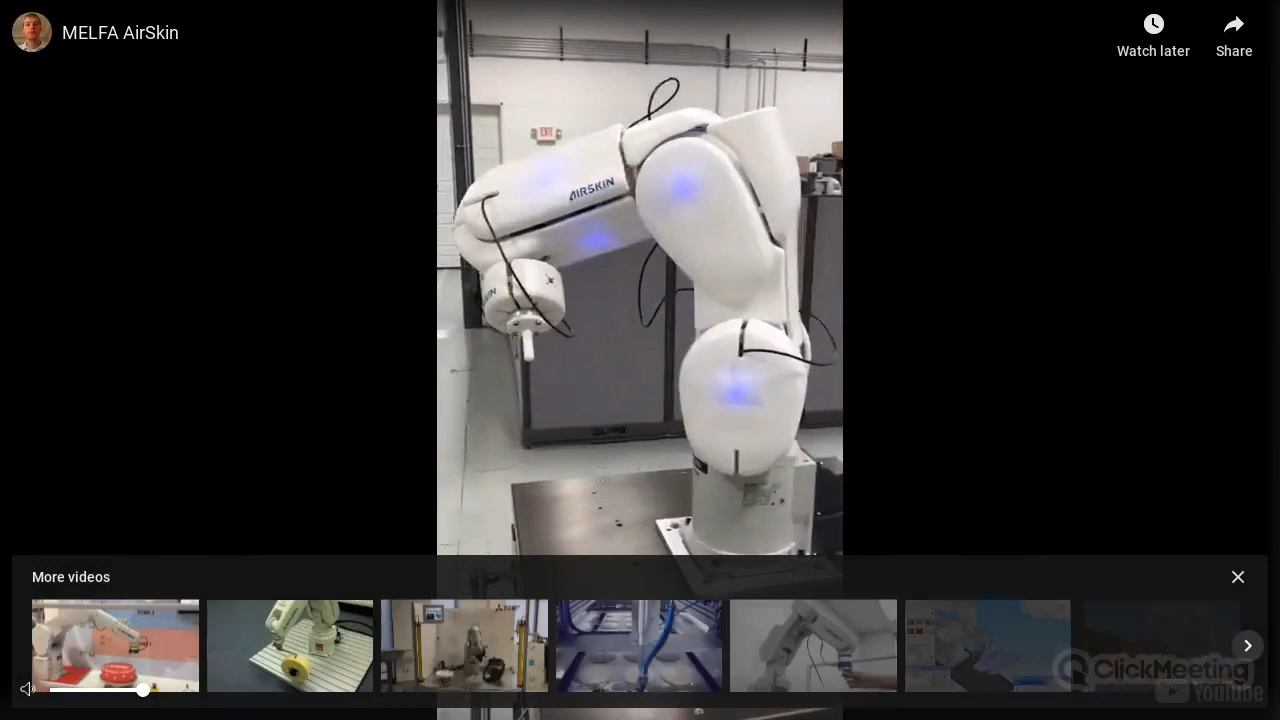 MELFA AirSkin
Watch later
Share
EXIT
AIRSKIN
More videos
ClickMeeting
YouTube